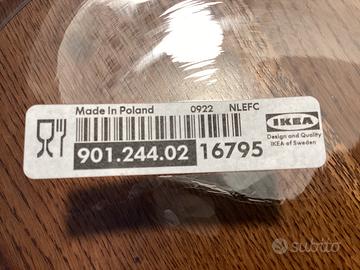 Made In Poland 0922 NLEFC
901.244.02 16795
IKEA
Design and Quality
IKEA of Sweden
subito